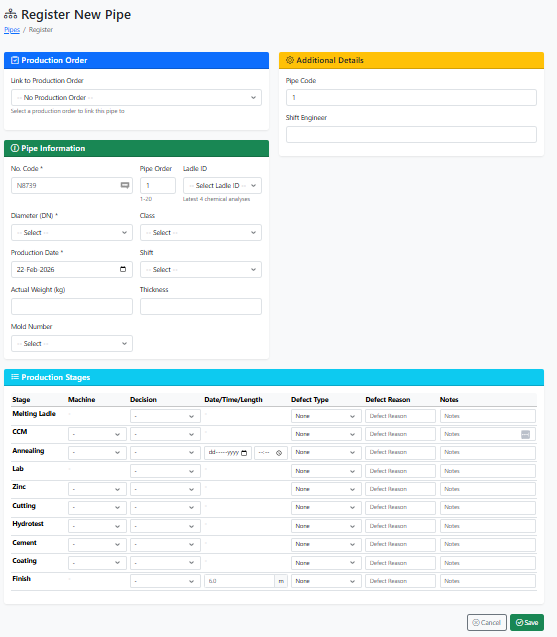 Register New Pipe
Pipes / Register
Production Order
Link to Production Order
-- No Production Order --
Select a production order to link this pipe to
Additional Details
Pipe Code
1
Shift Engineer
Pipe Information
No. Code * Pipe Order Ladle ID
N8739 1 -- Select Ladle ID --
1-20 Latest 4 chemical analyses
Diameter (DN) * Class
-- Select -- -- Select --
Production Date * Shift
22-Feb-2026 -- Select --
Actual Weight (kg) Thickness
Mold Number
-- Select --
Production Stages
Stage Machine Decision Date/Time/Length Defect Type Defect Reason Notes
Melting Ladle - None Defect Reason Notes
CCM - - - None Defect Reason Notes
Annealing - - dd-----yyyy --:-- None Defect Reason Notes
Lab - - - None Defect Reason Notes
Zinc - - - None Defect Reason Notes
Cutting - - - None Defect Reason Notes
Hydrotest - - - None Defect Reason Notes
Cement - - - None Defect Reason Notes
Coating - - - None Defect Reason Notes
Finish - - 6.0 m None Defect Reason Notes
Cancel Save